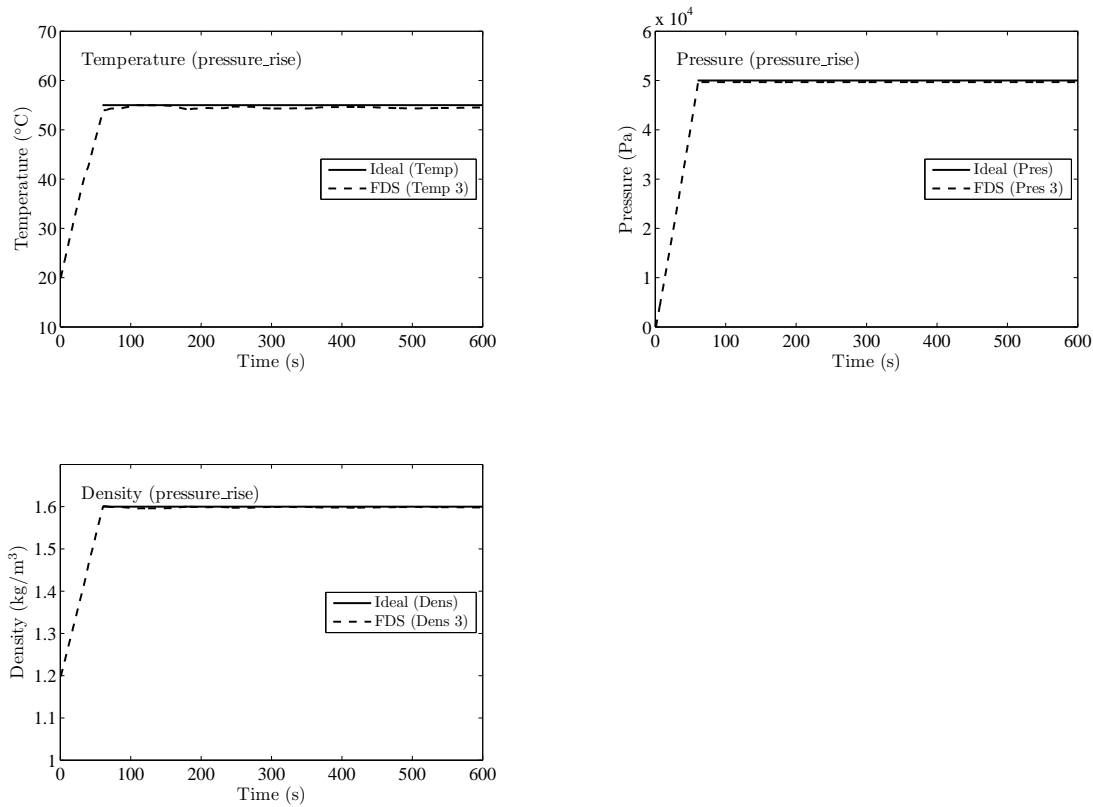 70
60
50
40
30
20
10
Temperature (°C)
Temperature (pressure_rise)
Ideal (Temp)
FDS (Temp 3)
0 100 200 300 400 500 600
Time (s)
x 10⁴
6
5
4
3
2
1
0
Pressure (Pa)
Pressure (pressure_rise)
Ideal (Pres)
FDS (Pres 3)
0 100 200 300 400 500 600
Time (s)
1.6
1.5
1.4
1.3
1.2
1.1
1
Density (kg/m³)
Density (pressure_rise)
Ideal (Dens)
FDS (Dens 3)
0 100 200 300 400 500 600
Time (s)